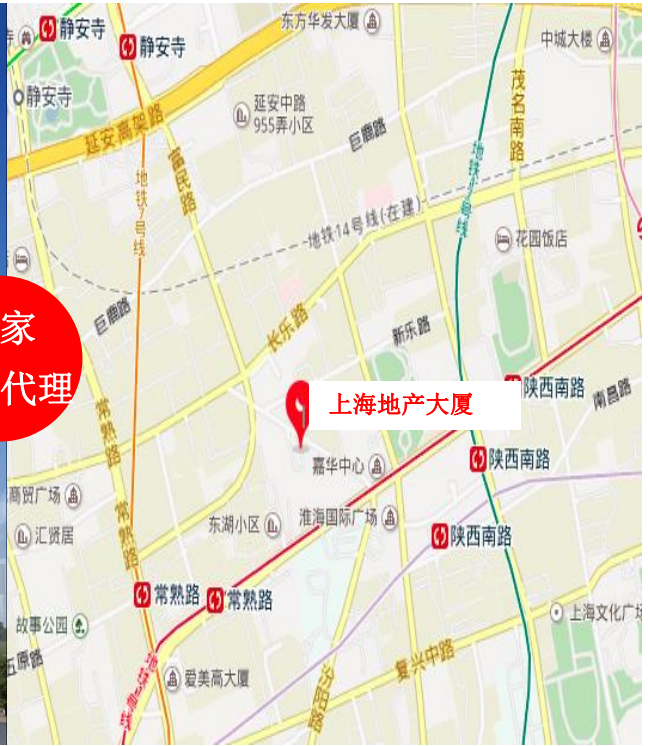 静安寺
静安寺
东方华发大厦
中城大楼
静安寺
延安中路
955弄小区
茂名南路
延安高架路
富民路
巨鹿路
地铁7号线
地铁14号线(在建)
花园饭店
巨鹿路
长乐路
新乐路
家
代理
上海地产大厦
陕西南路
南昌路
常熟路
嘉华中心
陕西南路
商贸广场
汇贤居
常熟路
东湖小区
淮海国际广场
陕西南路
常熟路
常熟路
故事公园
上海文化广场
五原路
复兴中路
爱美高大厦
汾阳路